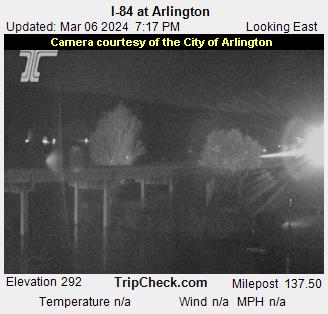 I-84 at Arlington
Updated: Mar 06 2024 7:17 PM Looking East
Camera courtesy of the City of Arlington
Elevation 292 TripCheck.com Milepost 137.50
Temperature n/a Wind n/a MPH n/a